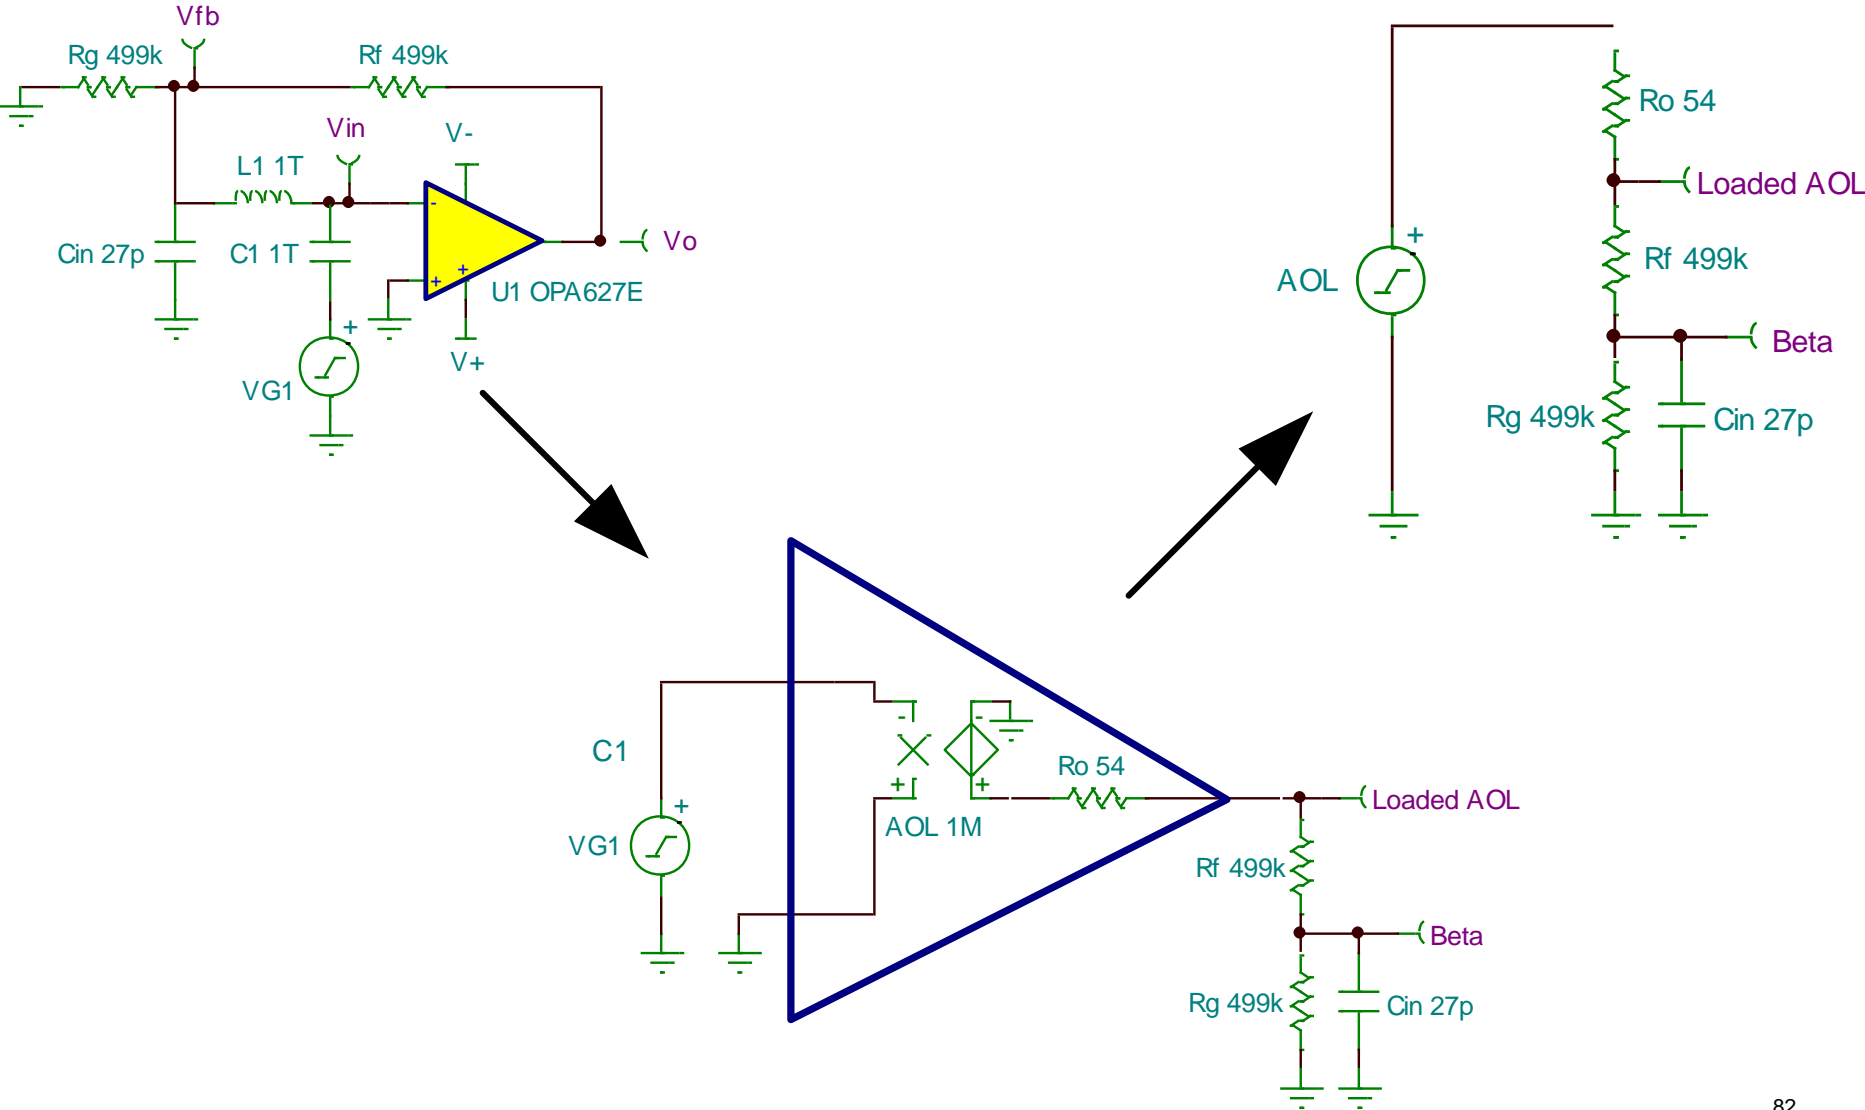 Vfb
Rg 499k
Rf 499k
Vin
V-
L1 1T
Cin 27p
C1 1T
-
+
+
Vo
U1 OPA627E
+
VG1
V+
Ro 54
Loaded AOL
+
AOL
Rf 499k
Beta
Rg 499k
Cin 27p
C1
-
-
+
+
Ro 54
AOL 1M
+
VG1
Loaded AOL
Rf 499k
Beta
Rg 499k
Cin 27p
82